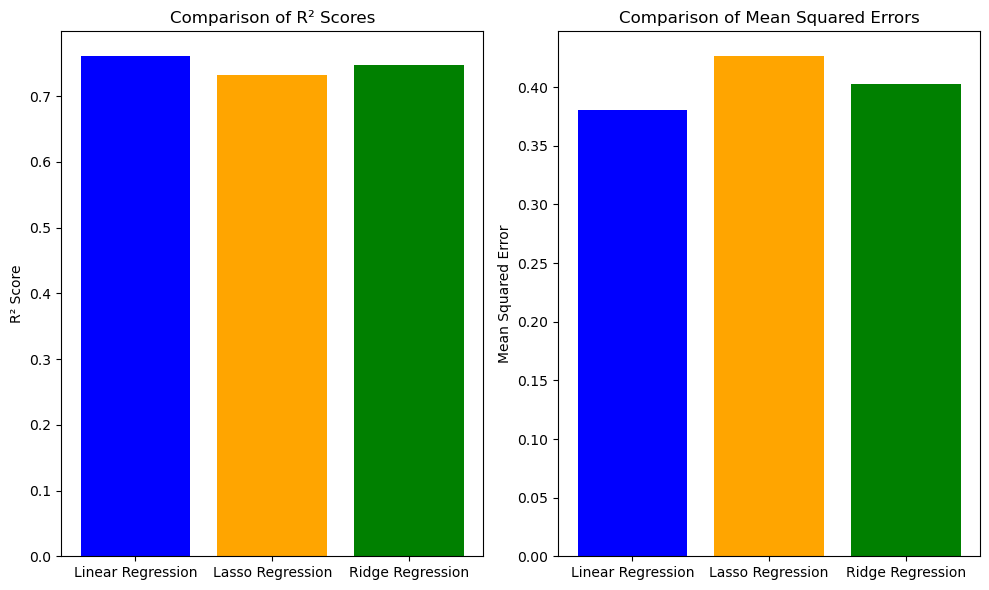 Comparison of R² Scores
R² Score
0.7
0.6
0.5
0.4
0.3
0.2
0.1
0.0
Linear Regression Lasso Regression Ridge Regression
Comparison of Mean Squared Errors
Mean Squared Error
0.40
0.35
0.30
0.25
0.20
0.15
0.10
0.05
0.00
Linear Regression Lasso Regression Ridge Regression